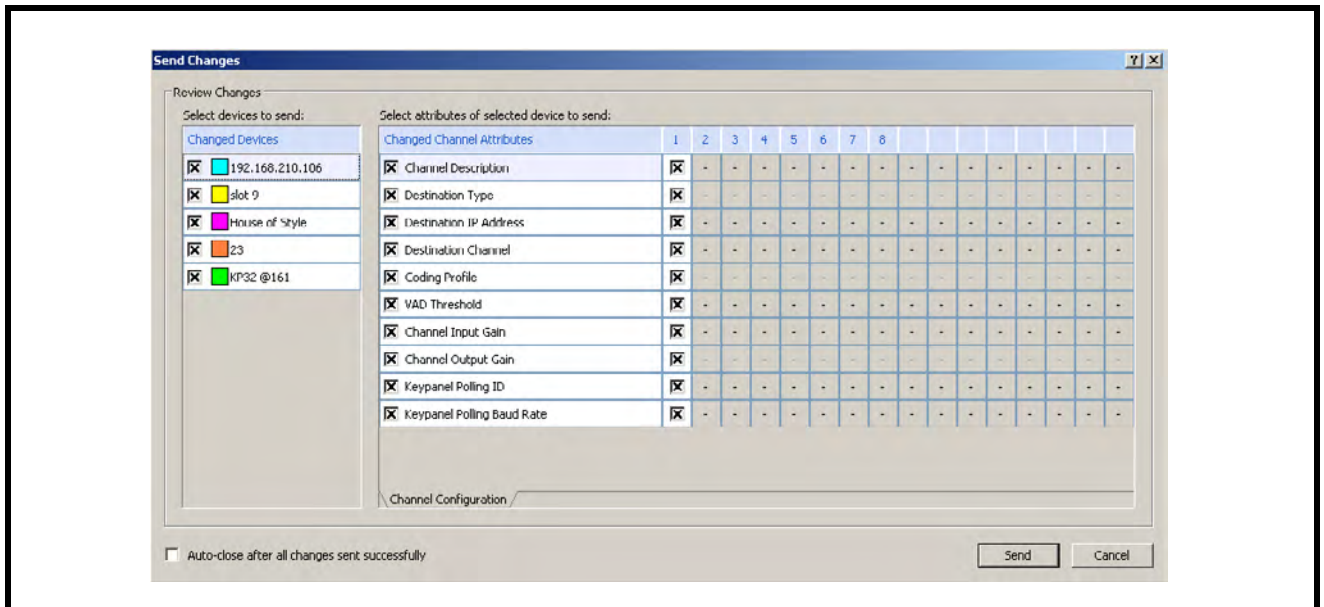 Send Changes
Review Changes
Select devices to send: Select attributes of selected device to send:
Changed Devices Changed Channel Attributes 1 2 3 4 5 6 7 8
192.168.210.106 Channel Description - - - - - - - - - - - - - - -
slot 9 Destination Type - - - - - - - - - - - - - - -
House of Style Destination IP Address - - - - - - - - - - - - - - -
23 Destination Channel - - - - - - - - - - - - - - -
KP32 @161 Coding Profile - - - - - - - - - - - - - - -
VAD Threshold - - - - - - - - - - - - - - -
Channel Input Gain - - - - - - - - - - - - - - -
Channel Output Gain - - - - - - - - - - - - - - -
Keypanel Polling ID - - - - - - - - - - - - - - -
Keypanel Polling Baud Rate - - - - - - - - - - - - - - -
Channel Configuration
Auto-close after all changes sent successfully Send Cancel